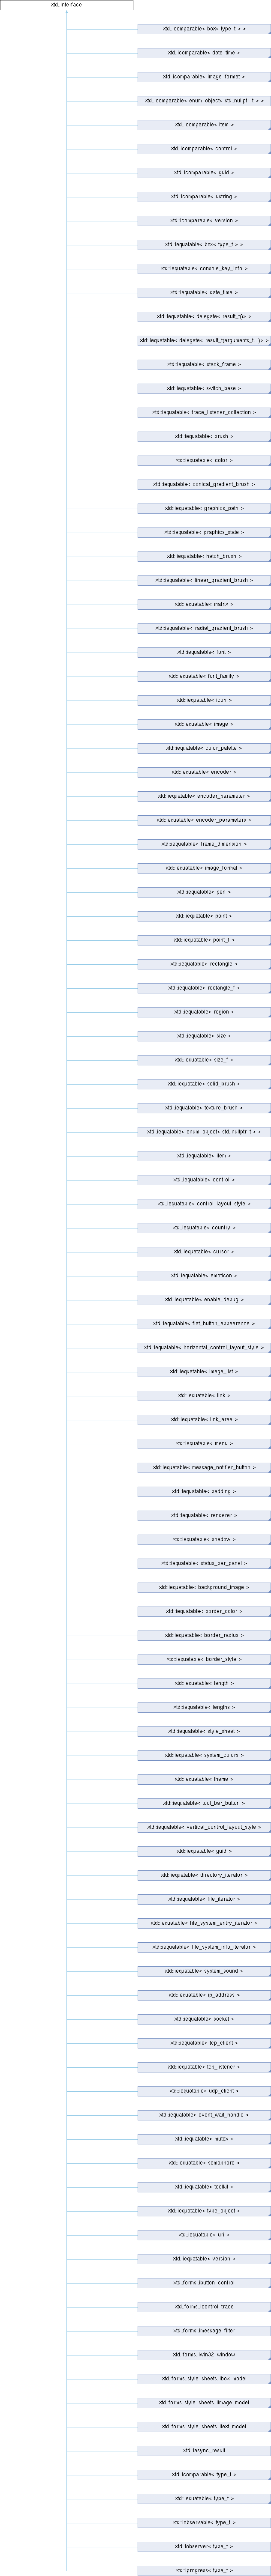 xtd::interface
xtd::icomparable< box< type_t > >
xtd::icomparable< date_time >
xtd::icomparable< image_format >
xtd::icomparable< enum_object< std::nullptr_t > >
xtd::icomparable< item >
xtd::icomparable< control >
xtd::icomparable< guid >
xtd::icomparable< ustring >
xtd::icomparable< version >
xtd::iequatable< box< type_t > >
xtd::iequatable< console_key_info >
xtd::iequatable< date_time >
xtd::iequatable< delegate< result_t()> >
xtd::iequatable< delegate< result_t(arguments_t...)> >
xtd::iequatable< stack_frame >
xtd::iequatable< switch_base >
xtd::iequatable< trace_listener_collection >
xtd::iequatable< brush >
xtd::iequatable< color >
xtd::iequatable< conical_gradient_brush >
xtd::iequatable< graphics_path >
xtd::iequatable< graphics_state >
xtd::iequatable< hatch_brush >
xtd::iequatable< linear_gradient_brush >
xtd::iequatable< matrix >
xtd::iequatable< radial_gradient_brush >
xtd::iequatable< font >
xtd::iequatable< font_family >
xtd::iequatable< icon >
xtd::iequatable< image >
xtd::iequatable< color_palette >
xtd::iequatable< encoder >
xtd::iequatable< encoder_parameter >
xtd::iequatable< encoder_parameters >
xtd::iequatable< frame_dimension >
xtd::iequatable< image_format >
xtd::iequatable< pen >
xtd::iequatable< point >
xtd::iequatable< point_f >
xtd::iequatable< rectangle >
xtd::iequatable< rectangle_f >
xtd::iequatable< region >
xtd::iequatable< size >
xtd::iequatable< size_f >
xtd::iequatable< solid_brush >
xtd::iequatable< texture_brush >
xtd::iequatable< enum_object< std::nullptr_t > >
xtd::iequatable< item >
xtd::iequatable< control >
xtd::iequatable< control_layout_style >
xtd::iequatable< country >
xtd::iequatable< cursor >
xtd::iequatable< emoticon >
xtd::iequatable< enable_debug >
xtd::iequatable< flat_button_appearance >
xtd::iequatable< horizontal_control_layout_style >
xtd::iequatable< image_list >
xtd::iequatable< link >
xtd::iequatable< link_area >
xtd::iequatable< menu >
xtd::iequatable< message_notifier_button >
xtd::iequatable< padding >
xtd::iequatable< renderer >
xtd::iequatable< shadow >
xtd::iequatable< status_bar_panel >
xtd::iequatable< background_image >
xtd::iequatable< border_color >
xtd::iequatable< border_radius >
xtd::iequatable< border_style >
xtd::iequatable< length >
xtd::iequatable< lengths >
xtd::iequatable< style_sheet >
xtd::iequatable< system_colors >
xtd::iequatable< theme >
xtd::iequatable< tool_bar_button >
xtd::iequatable< vertical_control_layout_style >
xtd::iequatable< guid >
xtd::iequatable< directory_iterator >
xtd::iequatable< file_iterator >
xtd::iequatable< file_system_entry_iterator >
xtd::iequatable< file_system_info_iterator >
xtd::iequatable< system_sound >
xtd::iequatable< ip_address >
xtd::iequatable< socket >
xtd::iequatable< tcp_client >
xtd::iequatable< tcp_listener >
xtd::iequatable< udp_client >
xtd::iequatable< event_wait_handle >
xtd::iequatable< mutex >
xtd::iequatable< semaphore >
xtd::iequatable< toolkit >
xtd::iequatable< type_object >
xtd::iequatable< uri >
xtd::iequatable< version >
xtd::forms::ibutton_control
xtd::forms::icontrol_trace
xtd::forms::imessage_filter
xtd::forms::iwin32_window
xtd::forms::style_sheets::ibox_model
xtd::forms::style_sheets::iimage_model
xtd::forms::style_sheets::itext_model
xtd::iasync_result
xtd::icomparable< type_t >
xtd::iequatable< type_t >
xtd::iobservable< type_t >
xtd::iobserver< type_t >
xtd::iprogress< type_t >